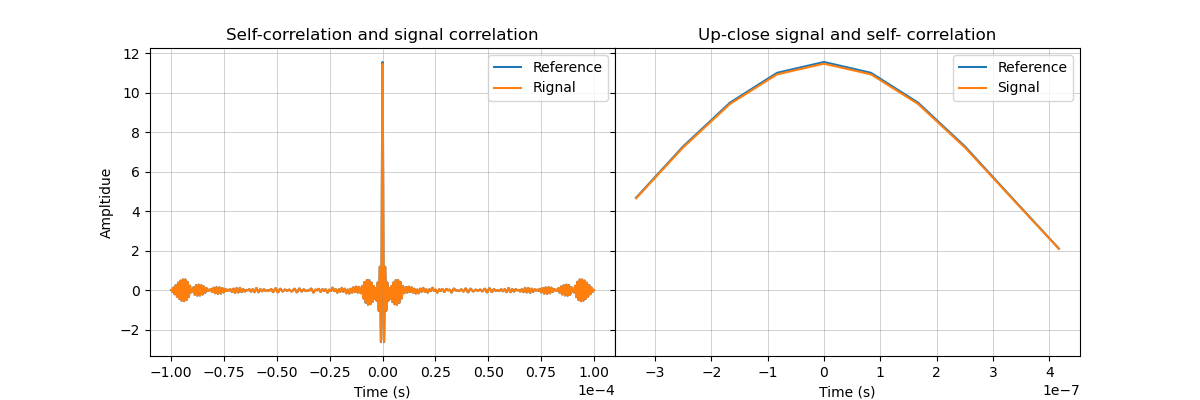 Self-correlation and signal correlation
Up-close signal and self- correlation
Reference
Rignal
Reference
Signal
12
10
8
6
4
2
0
−2
Ampltidue
−1.00 −0.75 −0.50 −0.25 0.00 0.25 0.50 0.75 1.00
1e−4
Time (s)
−3 −2 −1 0 1 2 3 4
1e−7
Time (s)